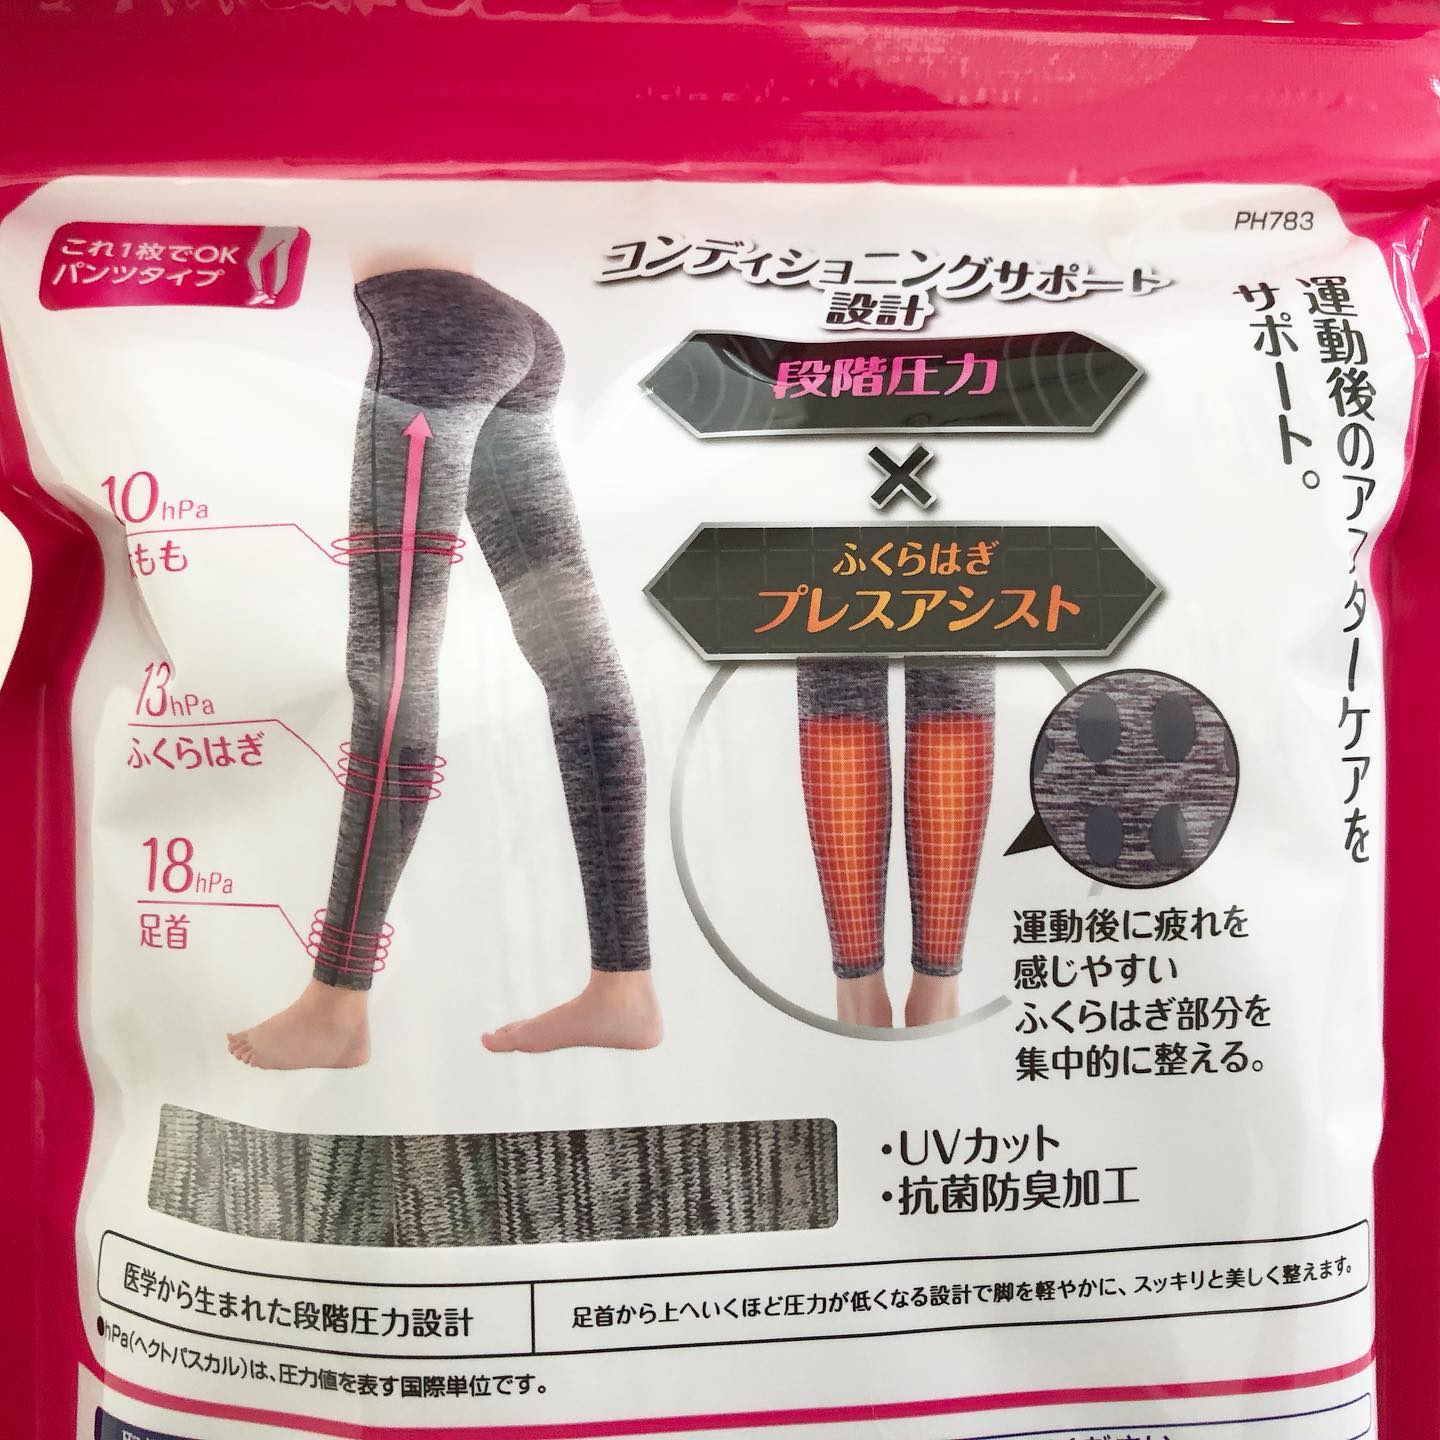 PH783
これ1枚でOK
パンツタイプ
コンディショニングサポート
設計
段階圧力
×
ふくらはぎ
プレスアシスト
運動後のアフターケアを
サポート。
10hPa
太もも
13hPa
ふくらはぎ
18hPa
足首
運動後に疲れを
感じやすい
ふくらはぎ部分を
集中的に整える。
・UVカット
・抗菌防臭加工
医学から生まれた段階圧力設計
足首から上へいくほど圧力が低くなる設計で脚を軽やかに、スッキリと美しく整えます。
●hPa(ヘクトパスカル)は、圧力値を表す国際単位です。